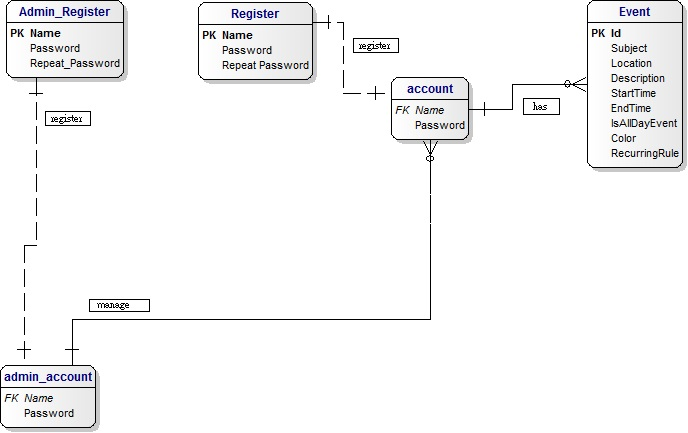 Admin_Register
PK Name
Password
Repeat_Password
register
Register
PK Name
Password
Repeat Password
register
account
FK Name
Password
has
Event
PK Id
Subject
Location
Description
StartTime
EndTime
IsAllDayEvent
Color
RecurringRule
manage
admin_account
FK Name
Password